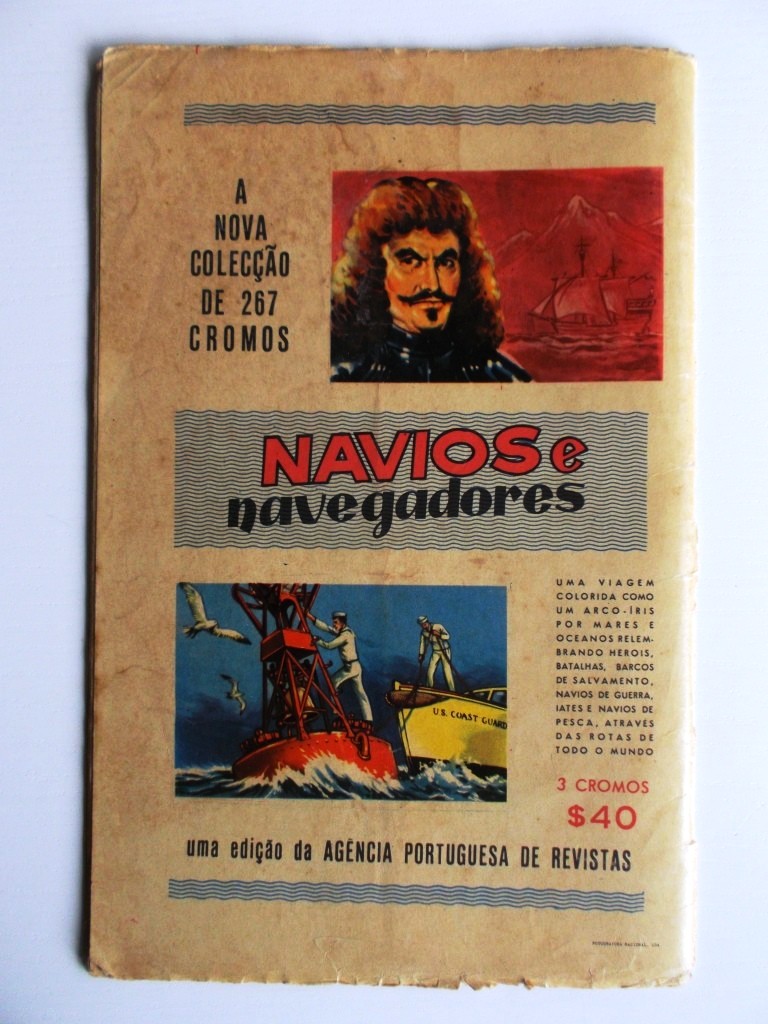 A
NOVA
COLECÇÃO
DE 267
CROMOS
NAVIOS e
navegadores
U.S. COAST GUARD
UMA VIAGEM
COLORIDA COMO
UM ARCO-ÍRIS
POR MARES E
OCEANOS RELEM-
BRANDO HEROIS,
BATALHAS, BARCOS
DE SALVAMENTO,
NAVIOS DE GUERRA,
IATES E NAVIOS DE
PESCA, ATRAVÉS
DAS ROTAS DE
TODO O MUNDO
3 CROMOS
$40
uma edição da AGÊNCIA PORTUGUESA DE REVISTAS